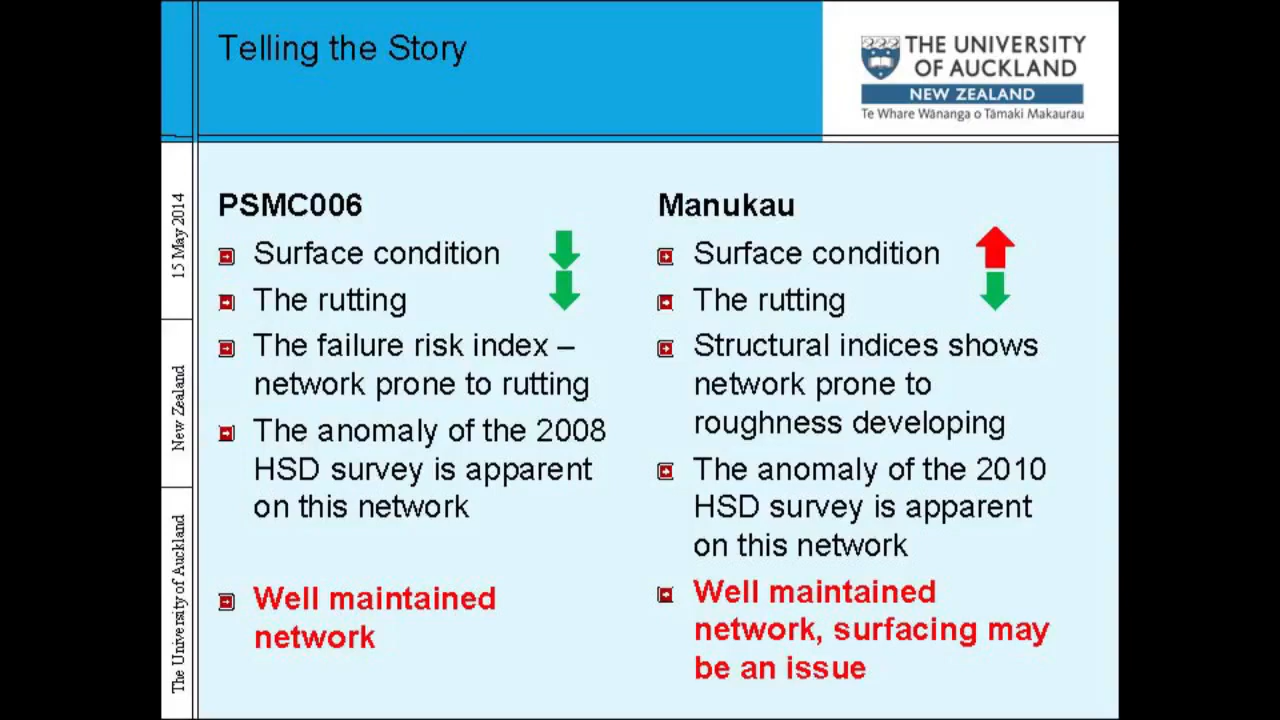 Telling the Story
THE UNIVERSITY
OF AUCKLAND
NEW ZEALAND
Te Whare Wānanga o Tāmaki Makaurau
15 May 2014
New Zealand
The University of Auckland
PSMC006
Surface condition
The rutting
The failure risk index –
network prone to rutting
The anomaly of the 2008
HSD survey is apparent
on this network
Well maintained
network
Manukau
Surface condition
The rutting
Structural indices shows
network prone to
roughness developing
The anomaly of the 2010
HSD survey is apparent
on this network
Well maintained
network, surfacing may
be an issue